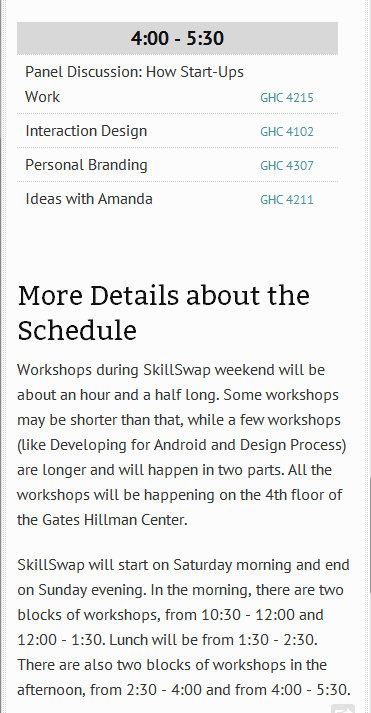 4:00 - 5:30
Panel Discussion: How Start-Ups
Work GHC 4215
Interaction Design GHC 4102
Personal Branding GHC 4307
Ideas with Amanda GHC 4211
More Details about the
Schedule
Workshops during SkillSwap weekend will be
about an hour and a half long. Some workshops
may be shorter than that, while a few workshops
(like Developing for Android and Design Process)
are longer and will happen in two parts. All the
workshops will be happening on the 4th floor of
the Gates Hillman Center.
SkillSwap will start on Saturday morning and end
on Sunday evening. In the morning, there are two
blocks of workshops, from 10:30 - 12:00 and
12:00 - 1:30. Lunch will be from 1:30 - 2:30.
There are also two blocks of workshops in the
afternoon, from 2:30 - 4:00 and from 4:00 - 5:30.